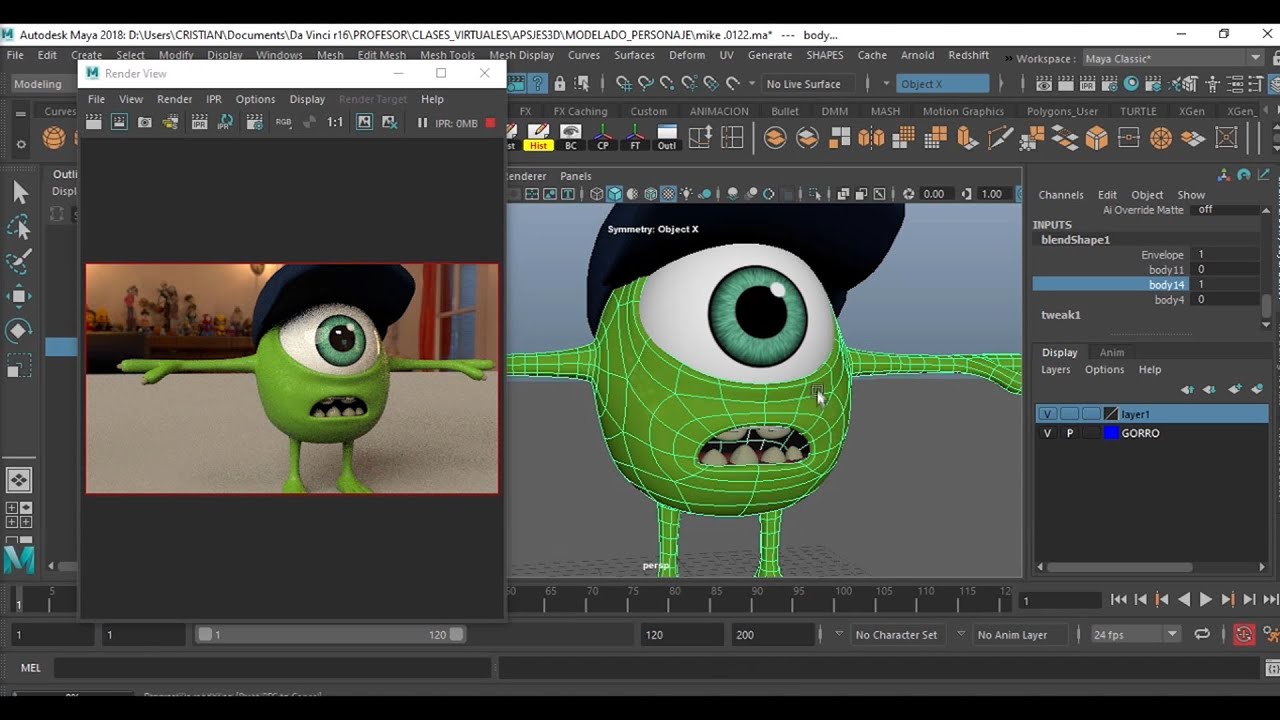 Autodesk Maya 2018: D:\Users\CRISTIAN\Documents\Da Vinci r16\PROFESOR\CLASES_VIRTUALES\APSJES3D\MODELADO_PERSONAJE\mike .0122.ma* --- body...
File Edit Create Select Modify Display Windows Mesh Edit Mesh Mesh Tools Mesh Display Curves Surfaces Deform UV Generate SHAPES Cache Arnold Redshift Workspace : Maya Classic*
Modeling No Live Surface Object X
Render View
File View Render IPR Options Display Render Target Help
RGB 1:1 IPR: 0MB
Curves FX FX Caching Custom ANIMATION Bullet DMM MASH Motion Graphics Polygons_User TURTLE XGen XGen_
st Hist BC CP FT Outl
Outli
Displ
enderer Panels
0.00 1.00
Symmetry: Object X
persp
Channels Edit Object Show
Ai Override Matte off
INPUTS
blendShape1
Envelope 1
body11 0
body14 1
body4 0
tweak1
Display Anim
Layers Options Help
V layer1
V P GORRO
1 5 60 65 70 75 80 85 90 95 100 105 110 115 12 1
1 1 1 120 120 200 No Character Set No Anim Layer 24 fps
MEL
0%